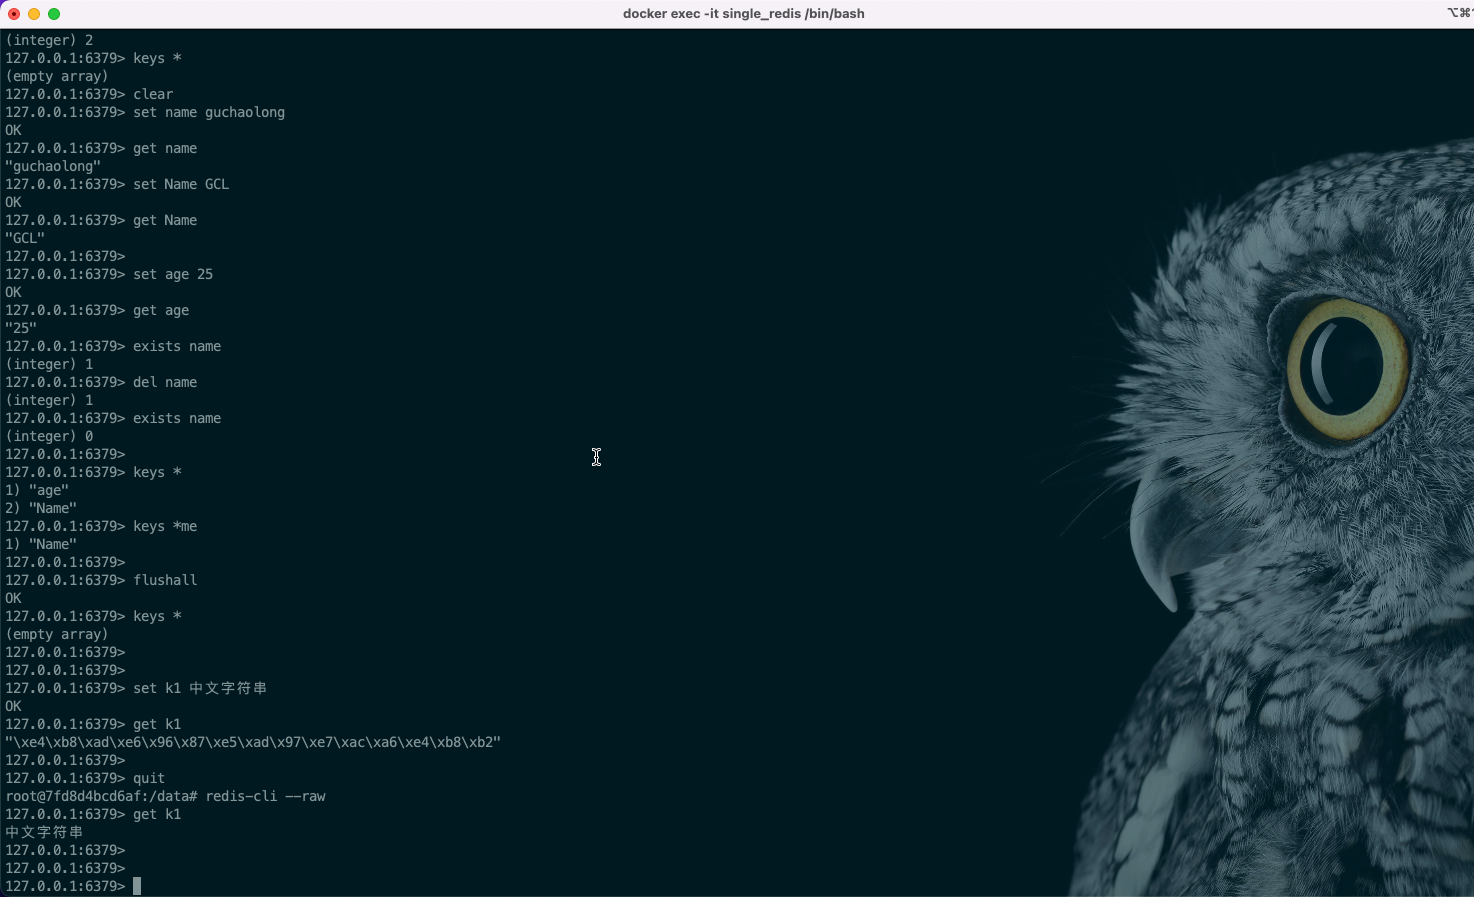 docker exec -it single_redis /bin/bash
⌥⌘
(integer) 2
127.0.0.1:6379> keys *
(empty array)
127.0.0.1:6379> clear
127.0.0.1:6379> set name guchaolong
OK
127.0.0.1:6379> get name
"guchaolong"
127.0.0.1:6379> set Name GCL
OK
127.0.0.1:6379> get Name
"GCL"
127.0.0.1:6379>
127.0.0.1:6379> set age 25
OK
127.0.0.1:6379> get age
"25"
127.0.0.1:6379> exists name
(integer) 1
127.0.0.1:6379> del name
(integer) 1
127.0.0.1:6379> exists name
(integer) 0
127.0.0.1:6379>
127.0.0.1:6379> keys *
1) "age"
2) "Name"
127.0.0.1:6379> keys *me
1) "Name"
127.0.0.1:6379>
127.0.0.1:6379> flushall
OK
127.0.0.1:6379> keys *
(empty array)
127.0.0.1:6379>
127.0.0.1:6379>
127.0.0.1:6379> set k1 中文字符串
OK
127.0.0.1:6379> get k1
"\xe4\xb8\xad\xe6\x96\x87\xe5\xad\x97\xe7\xac\xa6\xe4\xb8\xb2"
127.0.0.1:6379>
127.0.0.1:6379> quit
root@7fd8d4bcd6af:/data# redis-cli --raw
127.0.0.1:6379> get k1
中文字符串
127.0.0.1:6379>
127.0.0.1:6379>
127.0.0.1:6379>